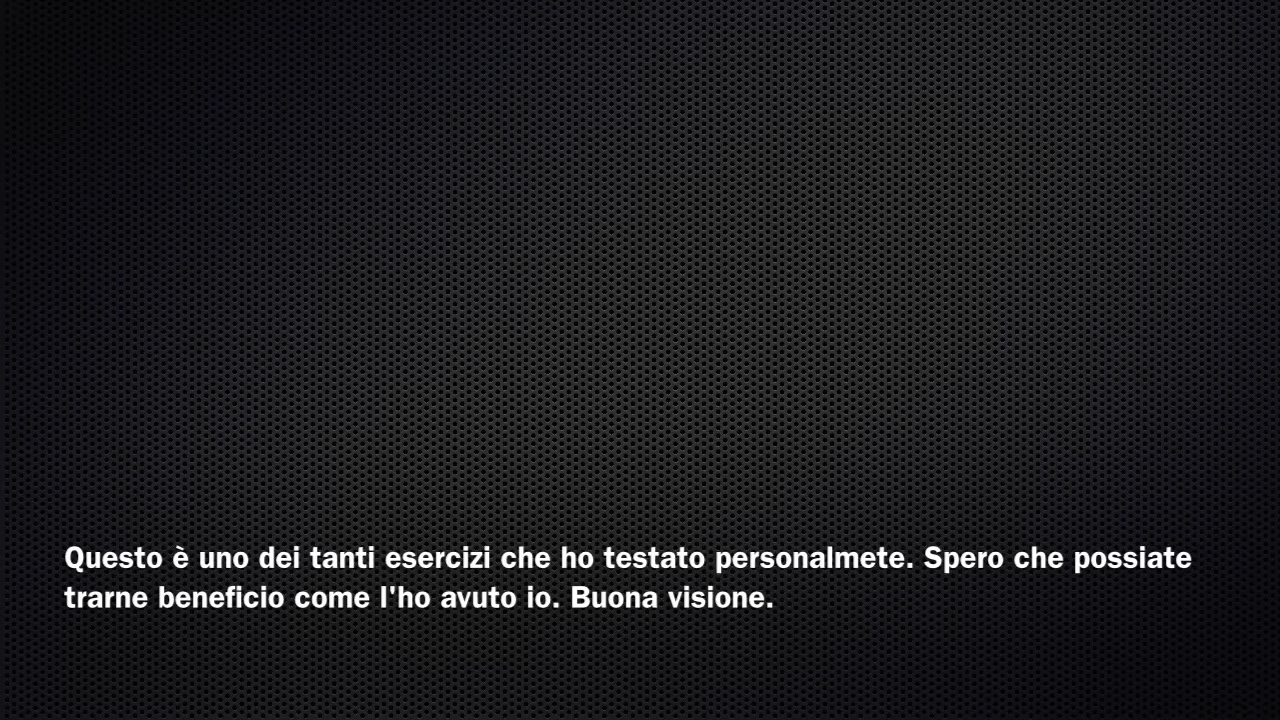 Questo è uno dei tanti esercizi che ho testato personalmete. Spero che possiate
trarne beneficio come l'ho avuto io. Buona visione.